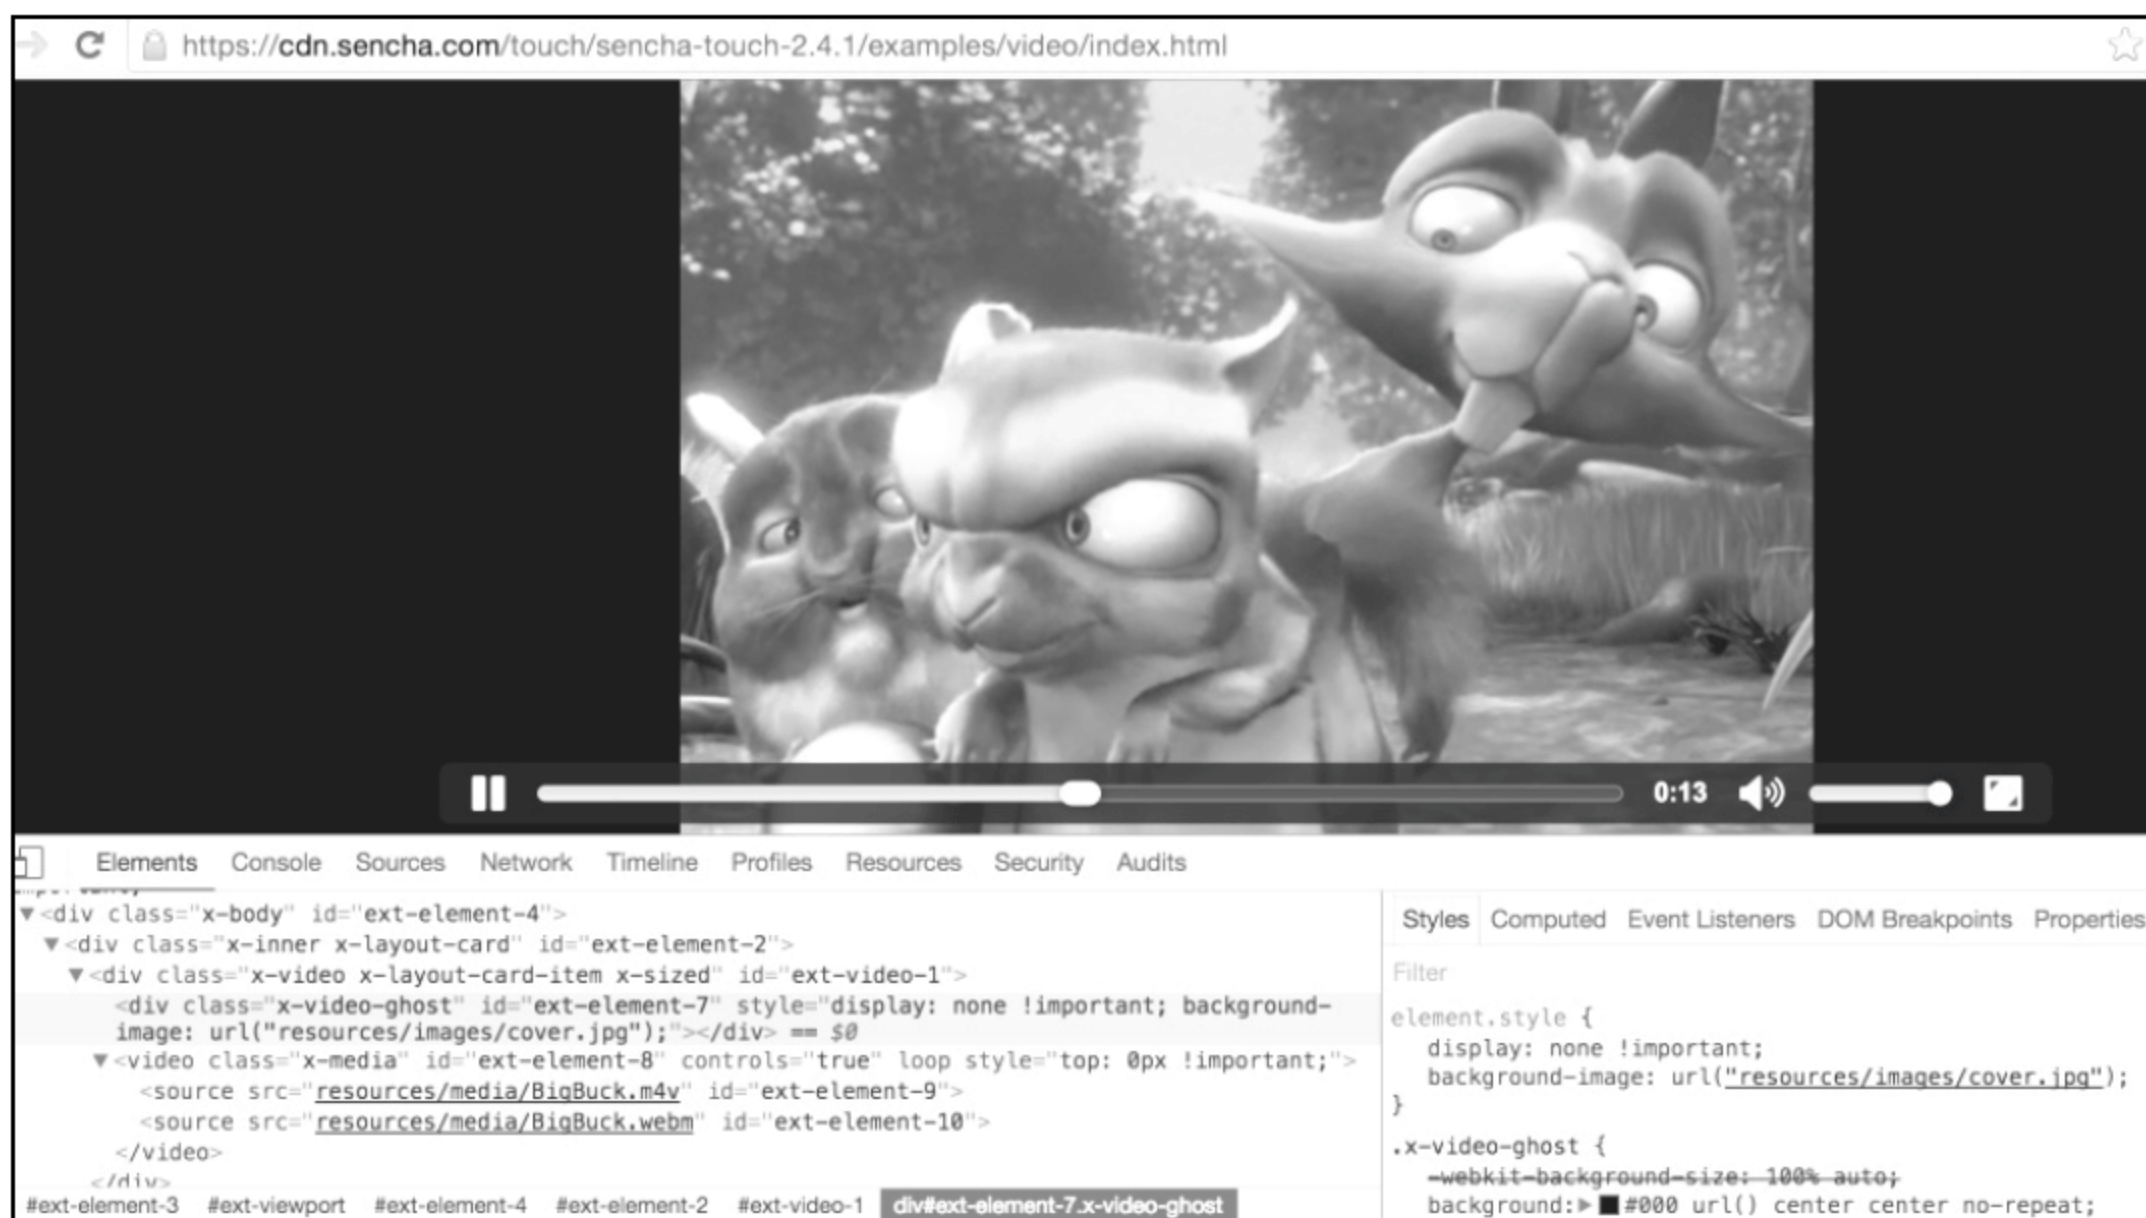 https://cdn.sencha.com/touch/sencha-touch-2.4.1/examples/video/index.html
0:13
Elements Console Sources Network Timeline Profiles Resources Security Audits
▼<div class="x-body" id="ext-element-4">
▼<div class="x-inner x-layout-card" id="ext-element-2">
▼<div class="x-video x-layout-card-item x-sized" id="ext-video-1">
<div class="x-video-ghost" id="ext-element-7" style="display: none !important; background-
image: url("resources/images/cover.jpg");"></div> == $0
▼<video class="x-media" id="ext-element-8" controls="true" loop style="top: 0px !important;">
<source src="resources/media/BigBuck.m4v" id="ext-element-9">
<source src="resources/media/BigBuck.webm" id="ext-element-10">
</video>
</div>
#ext-element-3 #ext-viewport #ext-element-4 #ext-element-2 #ext-video-1 div#ext-element-7.x-video-ghost
Styles Computed Event Listeners DOM Breakpoints Properties
Filter
element.style {
display: none !important;
background-image: url("resources/images/cover.jpg");
}
.x-video-ghost {
-webkit-background-size: 100% auto;
background:▶ #000 url() center center no-repeat;